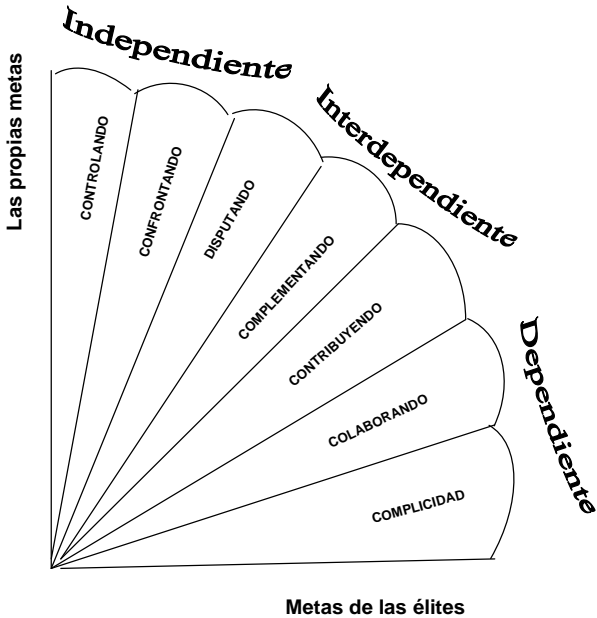 Independiente
Interdependiente
Dependiente
Las propias metas
CONTROLANDO
CONFRONTANDO
DISPUTANDO
COMPLEMENTANDO
CONTRIBUYENDO
COLABORANDO
COMPLICIDAD
Metas de las élites